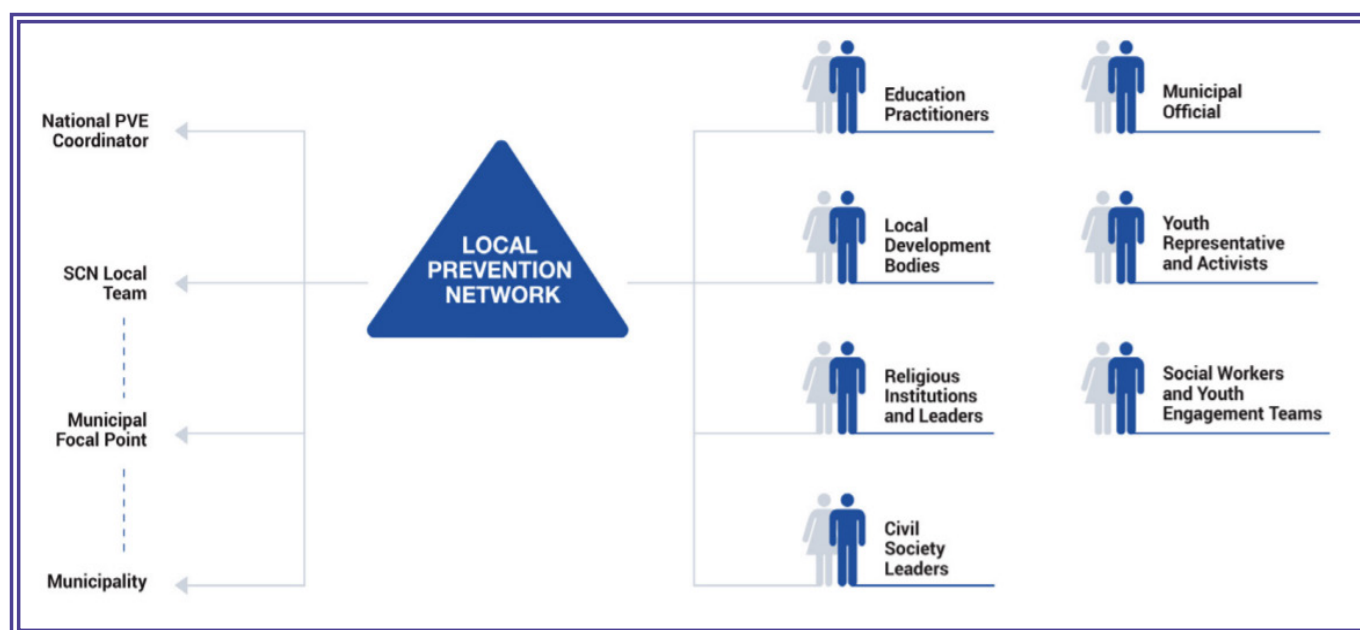 National PVE
Coordinator
SCN Local
Team
Municipal
Focal Point
Municipality
LOCAL
PREVENTION
NETWORK
Education
Practitioners
Local
Development
Bodies
Religious
Institutions
and Leaders
Civil
Society
Leaders
Municipal
Official
Youth
Representative
and Activists
Social Workers
and Youth
Engagement Teams